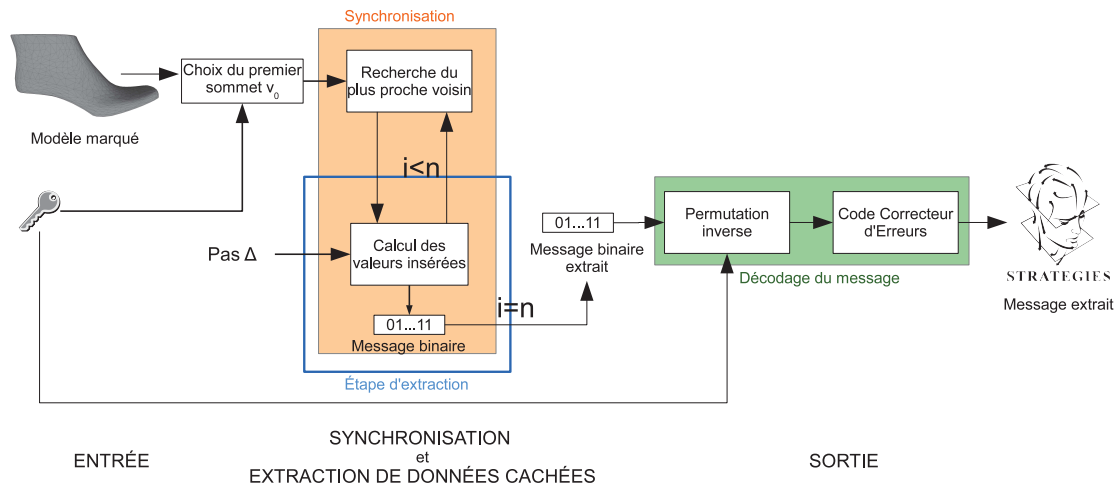 Synchronisation
Choix du premier
sommet v0
Recherche du
plus proche voisin
Modèle marqué
i<n
Pas Δ
Calcul des
valeurs insérées
01...11
Message binaire
i=n
Étape d'extraction
01...11
Message binaire
extrait
Permutation
inverse
Code Correcteur
d'Erreurs
Décodage du message
STRATEGIES
Message extrait
ENTRÉE
SYNCHRONISATION
et
EXTRACTION DE DONNÉES CACHÉES
SORTIE